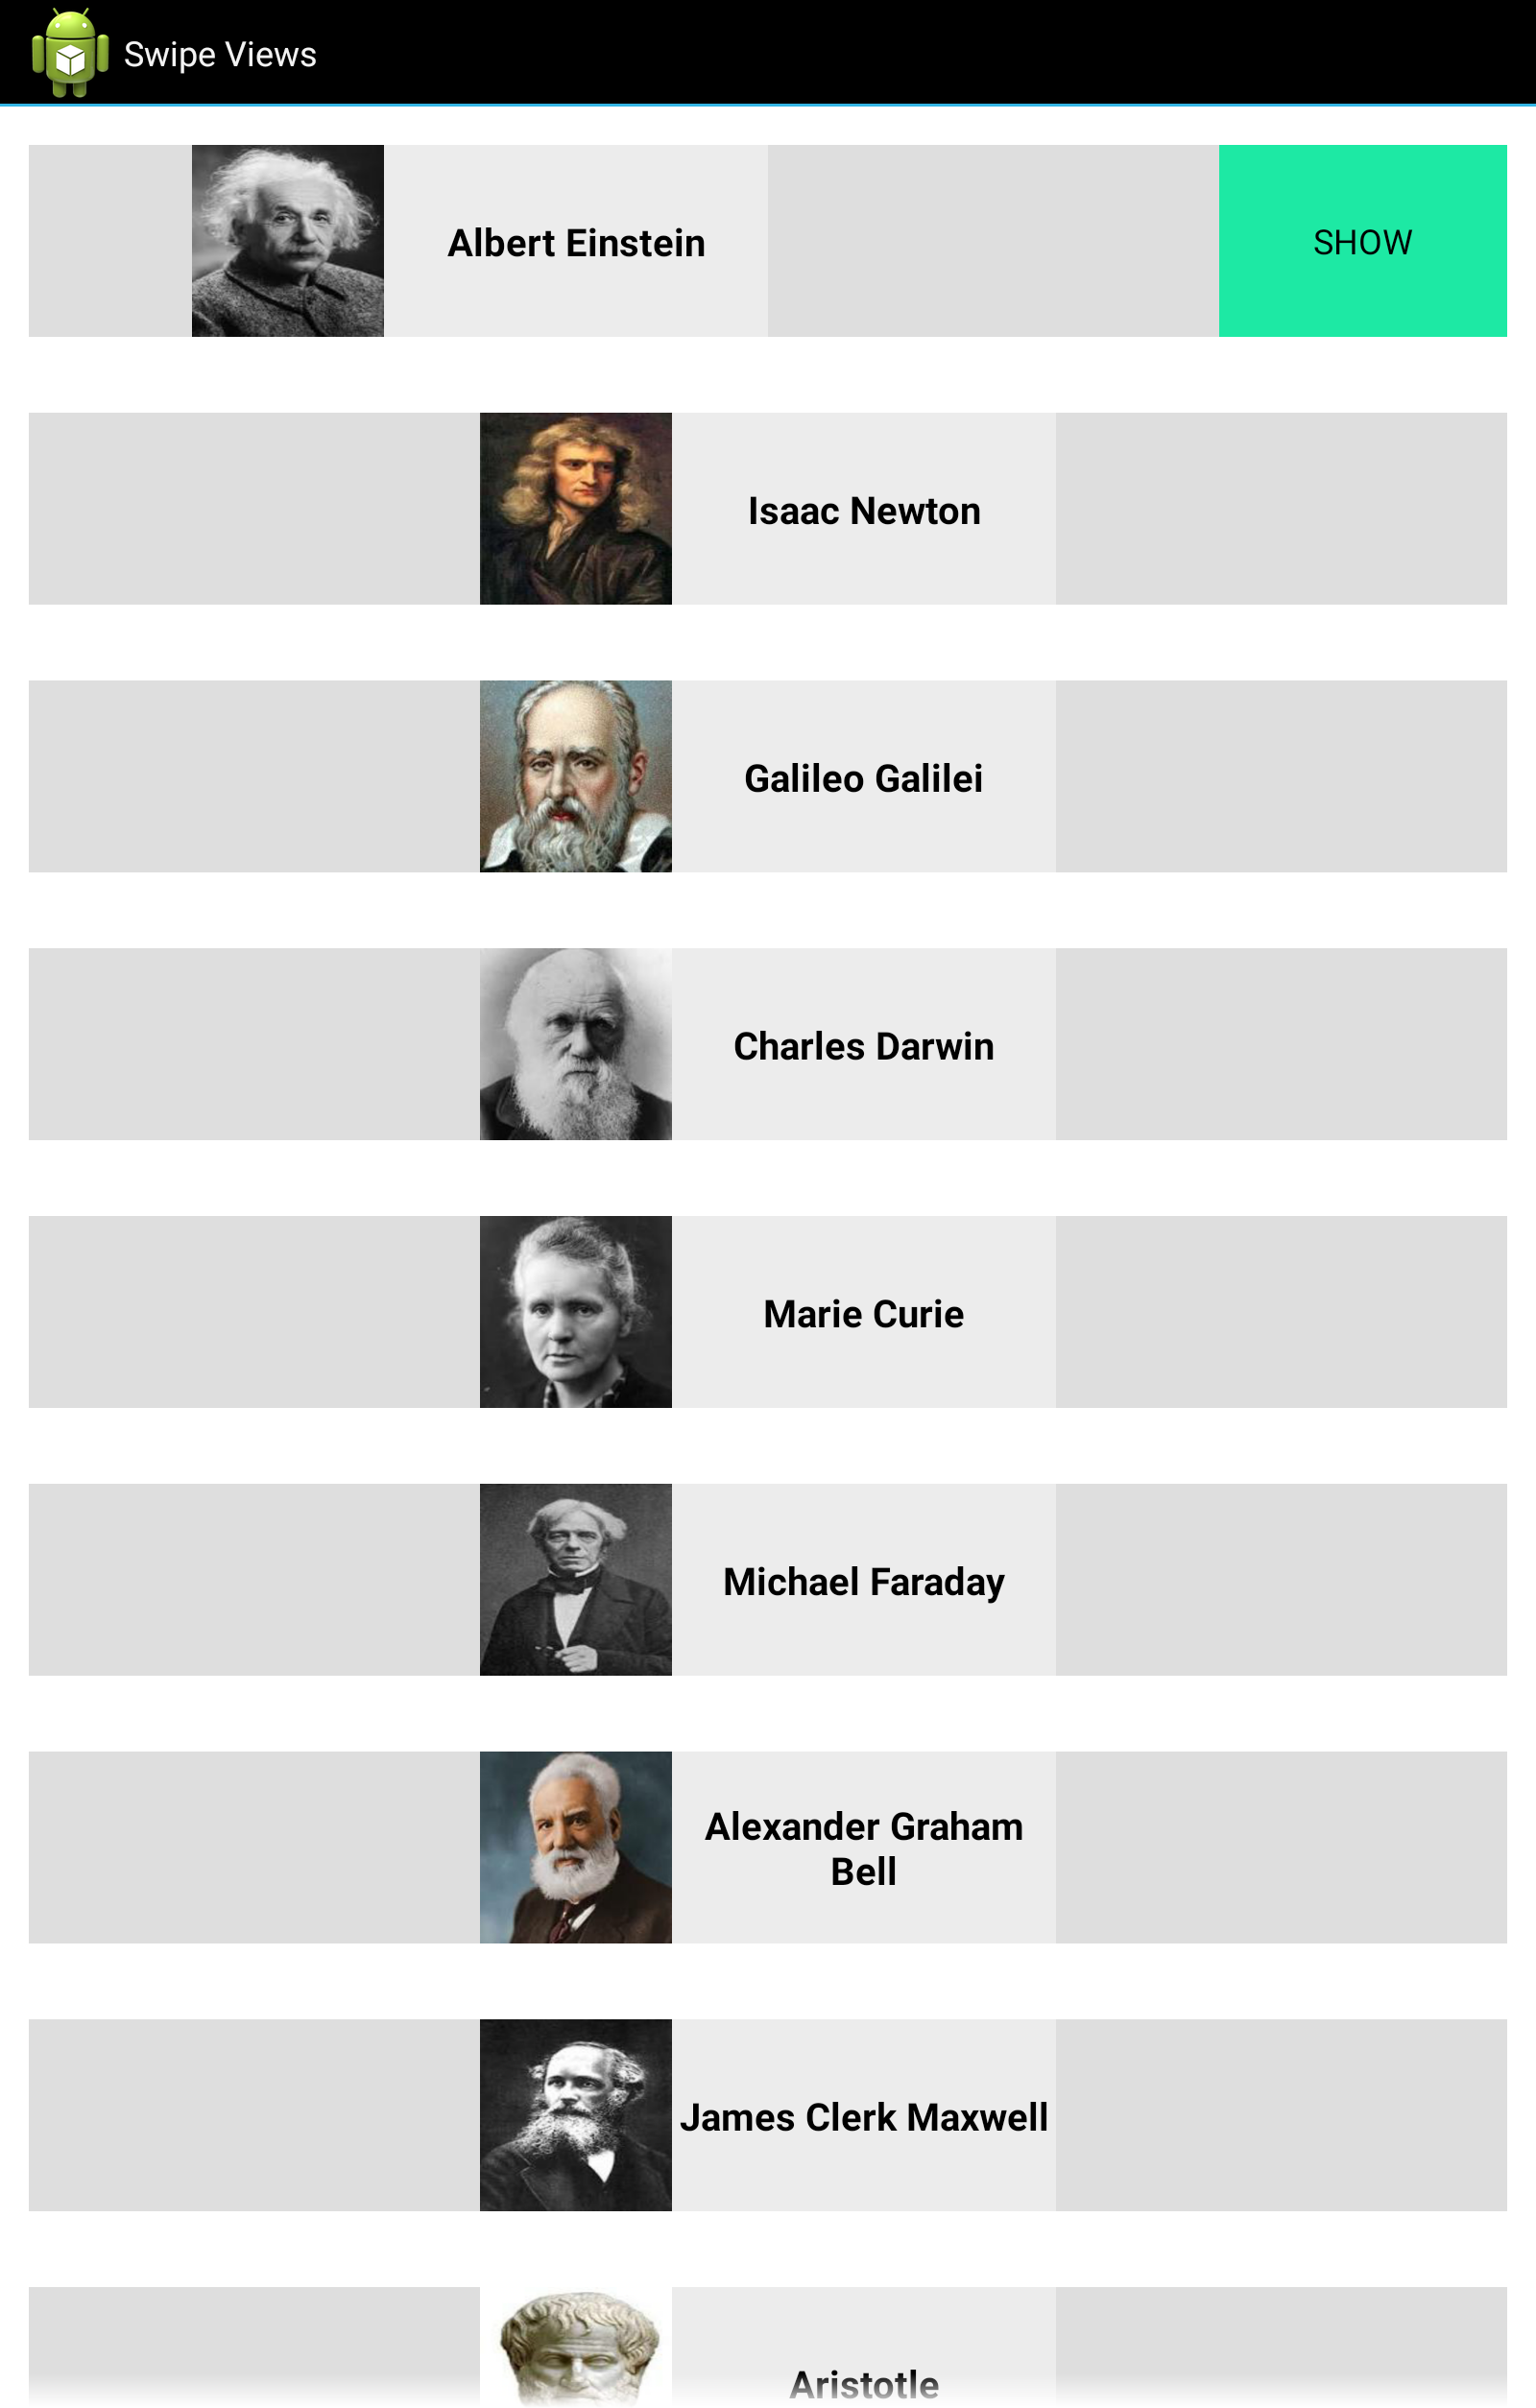 Swipe Views
Albert Einstein
SHOW
Isaac Newton
Galileo Galilei
Charles Darwin
Marie Curie
Michael Faraday
Alexander Graham
Bell
James Clerk Maxwell
Aristotle